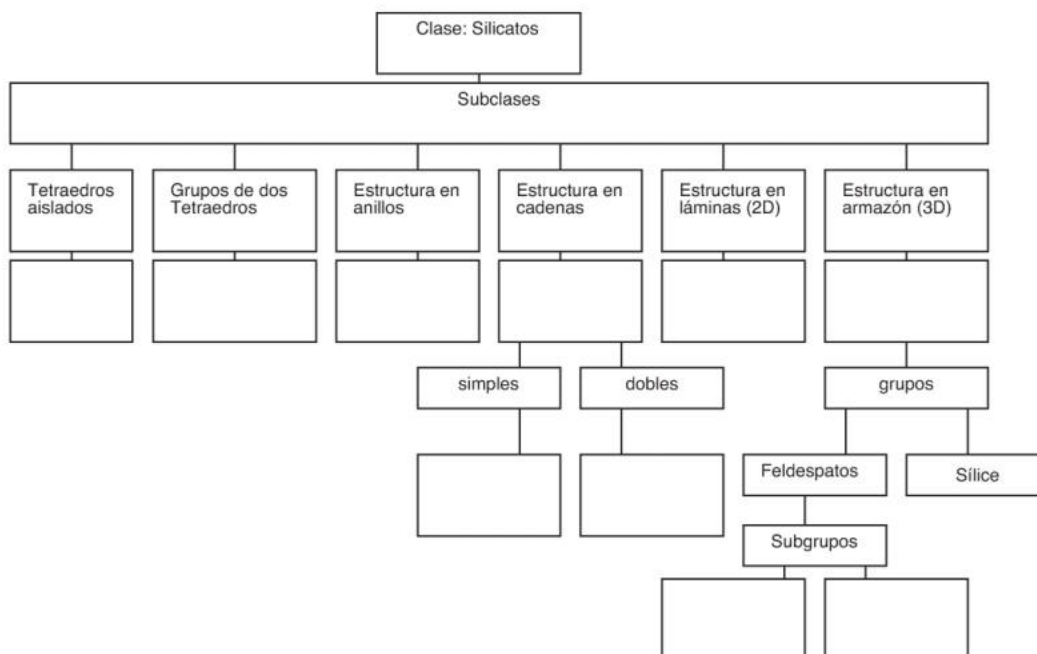 Clase: Silicatos
Subclases
Tetraedros
aislados
Grupos de dos
Tetraedros
Estructura en
anillos
Estructura en
cadenas
Estructura en
láminas (2D)
Estructura en
armazón (3D)
simples
dobles
grupos
Feldespatos
Sílice
Subgrupos